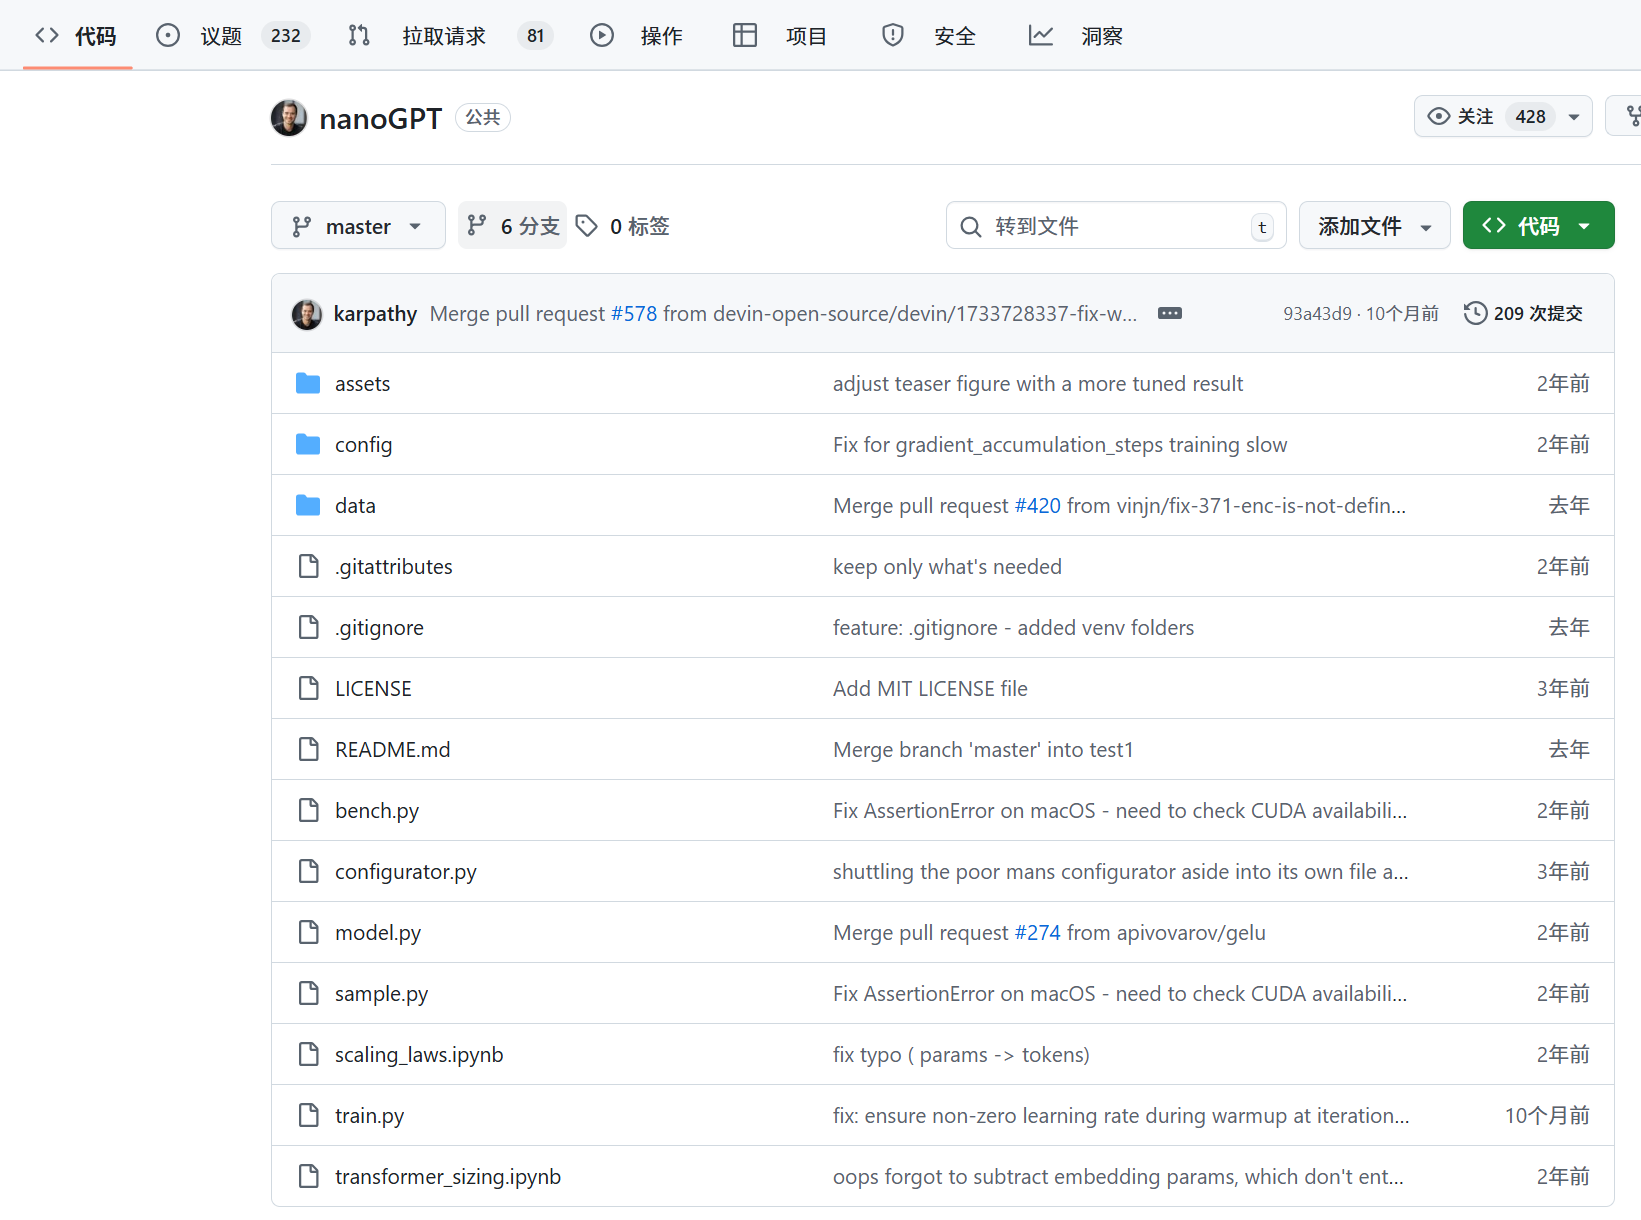 代码 议题 232 拉取请求 81 操作 项目 安全 洞察
nanoGPT 公共 关注 428
master 6 分支 0 标签 转到文件 t 添加文件 代码
karpathy Merge pull request #578 from devin-open-source/devin/1733728337-fix-w... 93a43d9 · 10个月前 209 次提交
assets adjust teaser figure with a more tuned result 2年前
config Fix for gradient_accumulation_steps training slow 2年前
data Merge pull request #420 from vinjn/fix-371-enc-is-not-defin... 去年
.gitattributes keep only what's needed 2年前
.gitignore feature: .gitignore - added venv folders 去年
LICENSE Add MIT LICENSE file 3年前
README.md Merge branch 'master' into test1 去年
bench.py Fix AssertionError on macOS - need to check CUDA availabili... 2年前
configurator.py shuttling the poor mans configurator aside into its own file a... 3年前
model.py Merge pull request #274 from apivovarov/gelu 2年前
sample.py Fix AssertionError on macOS - need to check CUDA availabili... 2年前
scaling_laws.ipynb fix typo ( params -> tokens) 2年前
train.py fix: ensure non-zero learning rate during warmup at iteration... 10个月前
transformer_sizing.ipynb oops forgot to subtract embedding params, which don't ent... 2年前